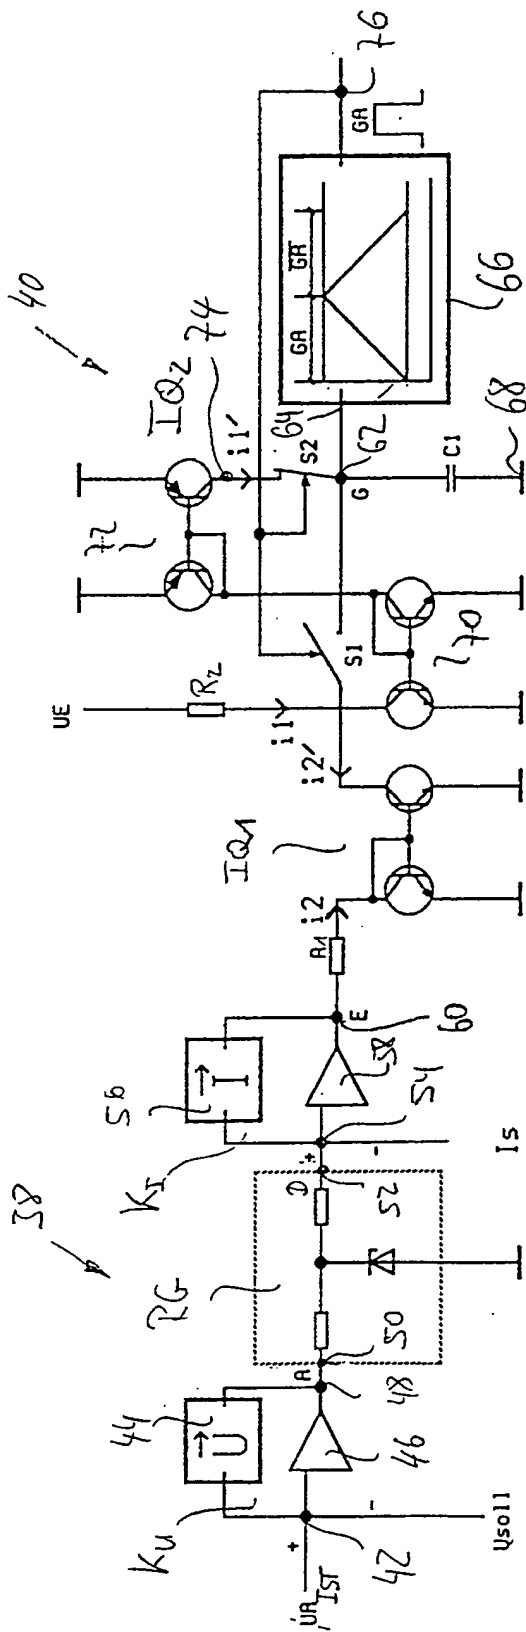 38
40
KU
44
U
UA IST
+
42
-
Usoll
46
A
48
50
RG
D
52
+
-
54
Is
KI
56
I
58
E
60
R1
i2
IQ1
i2'
UE
R2
i1
70
72
IQ2
74
i1'
S1
S2
G
62
64
C1
68
66
GA
GA
GA
76